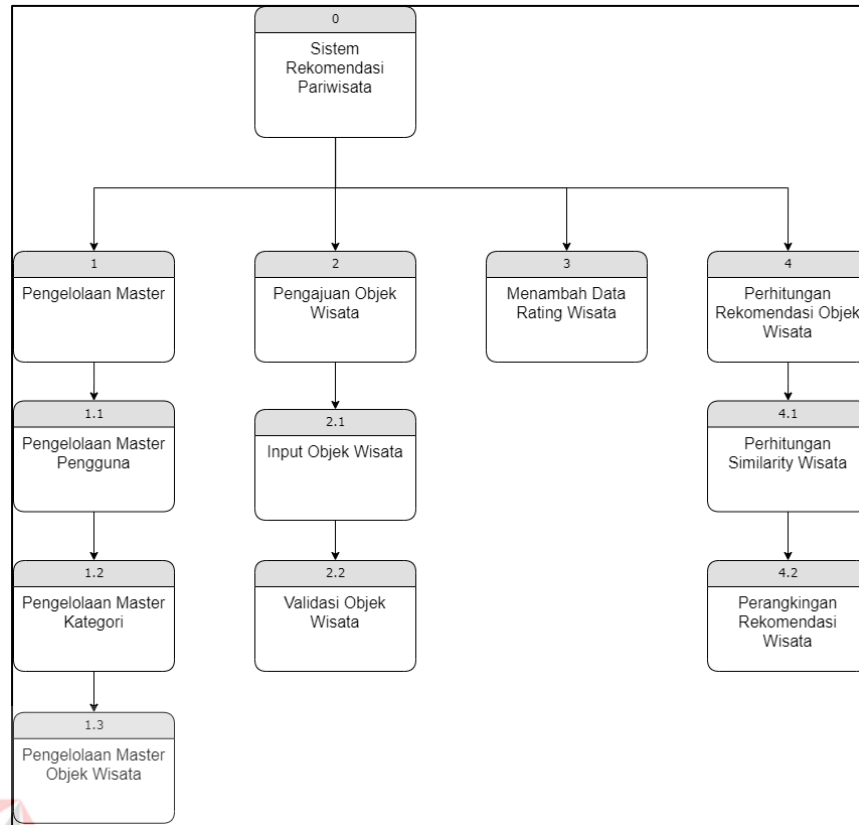 0
Sistem
Rekomendasi
Pariwisata
1
Pengelolaan Master
2
Pengajuan Objek
Wisata
3
Menambah Data
Rating Wisata
4
Perhitungan
Rekomendasi Objek
Wisata
1.1
Pengelolaan Master
Pengguna
2.1
Input Objek Wisata
4.1
Perhitungan
Similarity Wisata
1.2
Pengelolaan Master
Kategori
2.2
Validasi Objek
Wisata
4.2
Perangkingan
Rekomendasi
Wisata
1.3
Pengelolaan Master
Objek Wisata